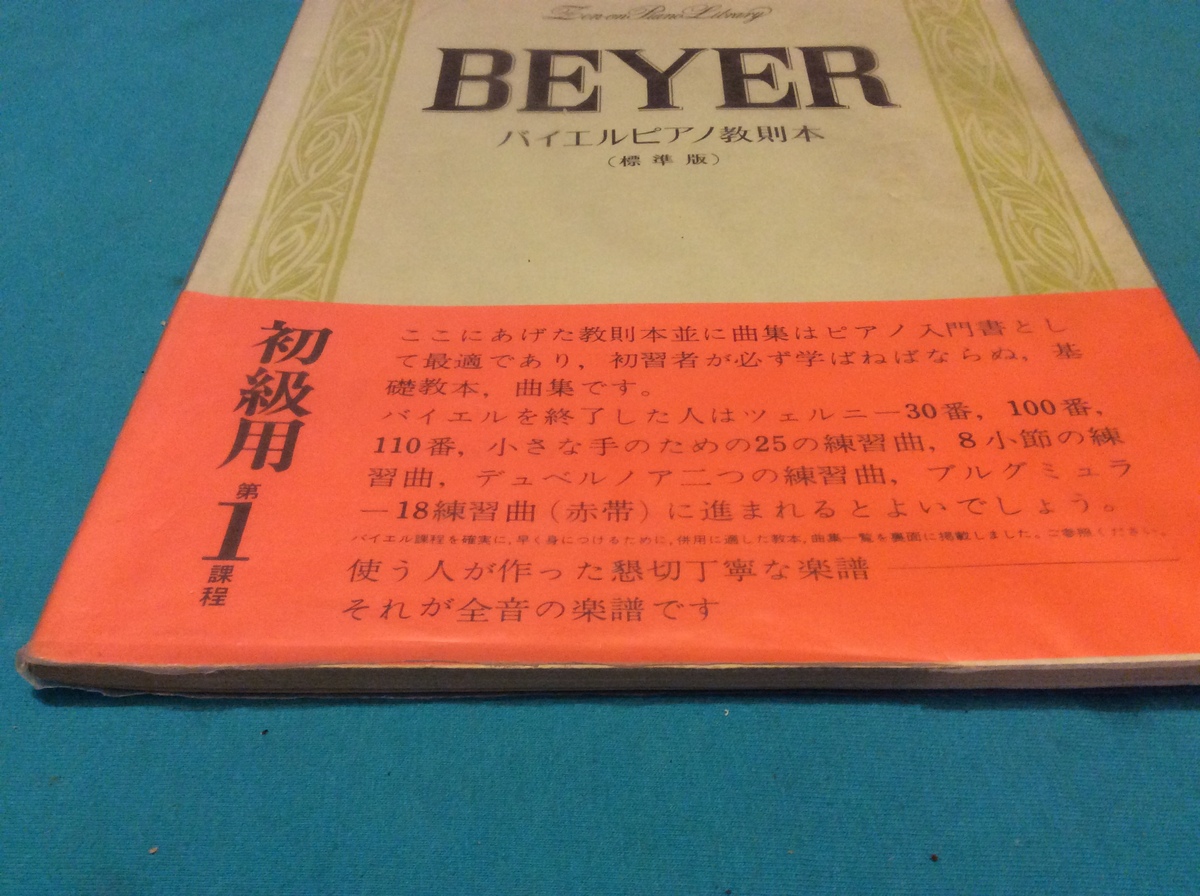 Zen-on Piano Library
BEYER
バイエルピアノ教則本
(標準版)
初級用
第1課程
ここにあげた教則本並に曲集はピアノ入門書とし
て最適であり，初習者が必ず学ばねばならぬ，基
礎教本，曲集です。
バイエルを終了した人はツェルニー30番，100番，
110番，小さな手のための25の練習曲，8小節の練
習曲，デュベルノア二つの練習曲，ブルグミュラ
ー18練習曲(赤帯)に進まれるとよいでしょう。
バイエル課程を確実に，早く身につけるために，併用に適した教本，曲集一覧を裏面に掲載しました。ご参照ください。
使う人が作った懇切丁寧な楽譜――
それが全音の楽譜です